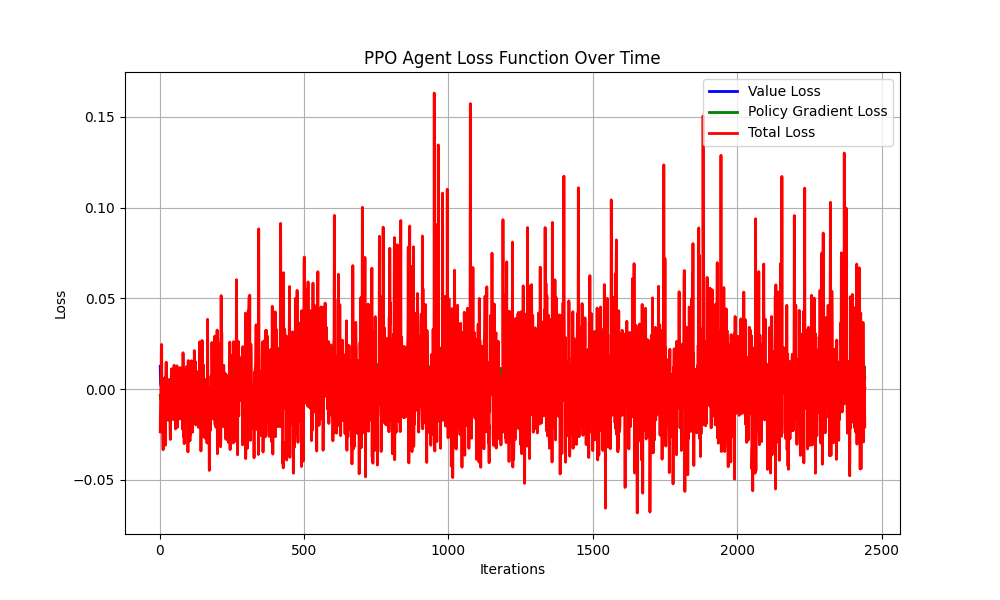 PPO Agent Loss Function Over Time
Value Loss
Policy Gradient Loss
Total Loss
0.15
0.10
0.05
0.00
−0.05
Loss
0 500 1000 1500 2000 2500
Iterations